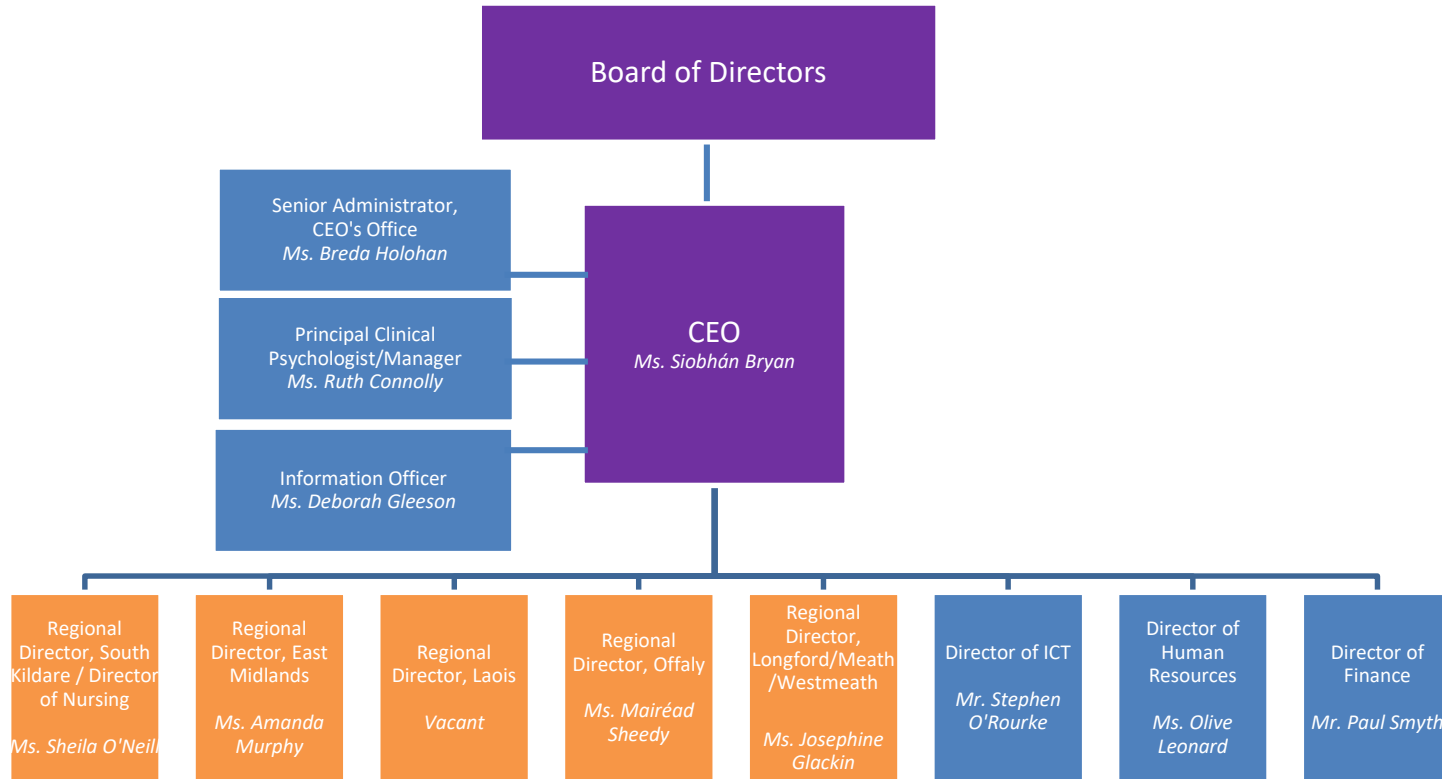 Board of Directors
Senior Administrator,
CEO's Office
Ms. Breda Holohan
CEO
Ms. Siobhán Bryan
Principal Clinical
Psychologist/Manager
Ms. Ruth Connolly
Information Officer
Ms. Deborah Gleeson
Regional
Director, South
Kildare / Director
of Nursing
Ms. Sheila O'Neill
Regional
Director, East
Midlands
Ms. Amanda
Murphy
Regional
Director, Laois
Vacant
Regional
Director, Offaly
Ms. Mairéad
Sheedy
Regional
Director,
Longford/Meath
/Westmeath
Ms. Josephine
Glackin
Director of ICT
Mr. Stephen
O'Rourke
Director of
Human
Resources
Ms. Olive
Leonard
Director of
Finance
Mr. Paul Smyth